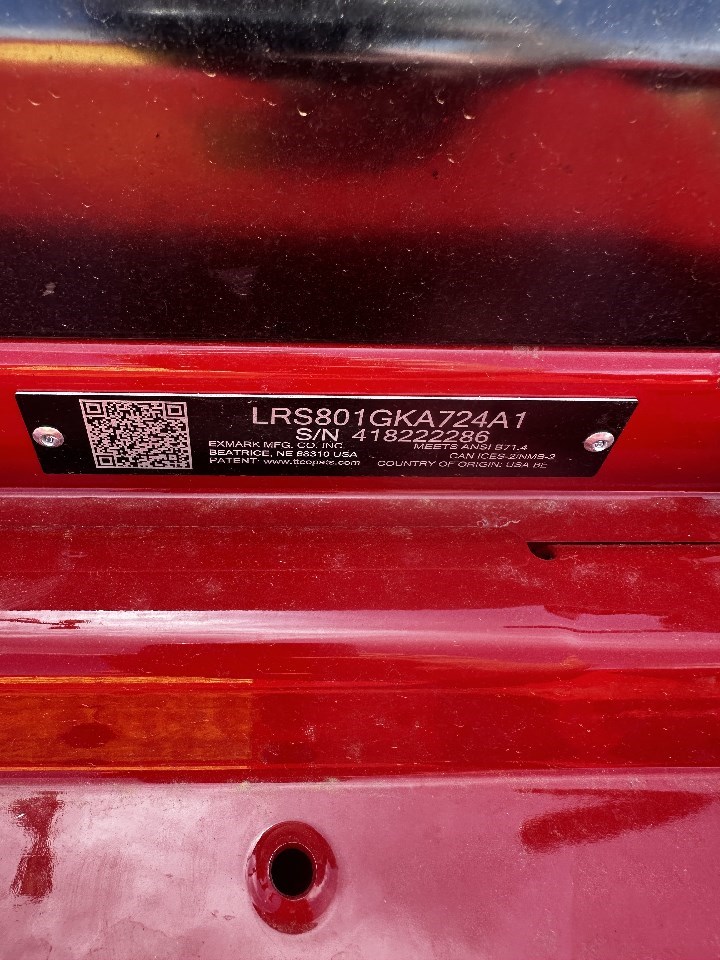 LRS801GKA724A1
S/N 418222286
EXMARK MFG. CO. INC. MEETS ANSI B71.4
BEATRICE, NE 68310 USA CAN ICES-2/NMB-2
PATENT: www.ttcopats.com COUNTRY OF ORIGIN: USA BE